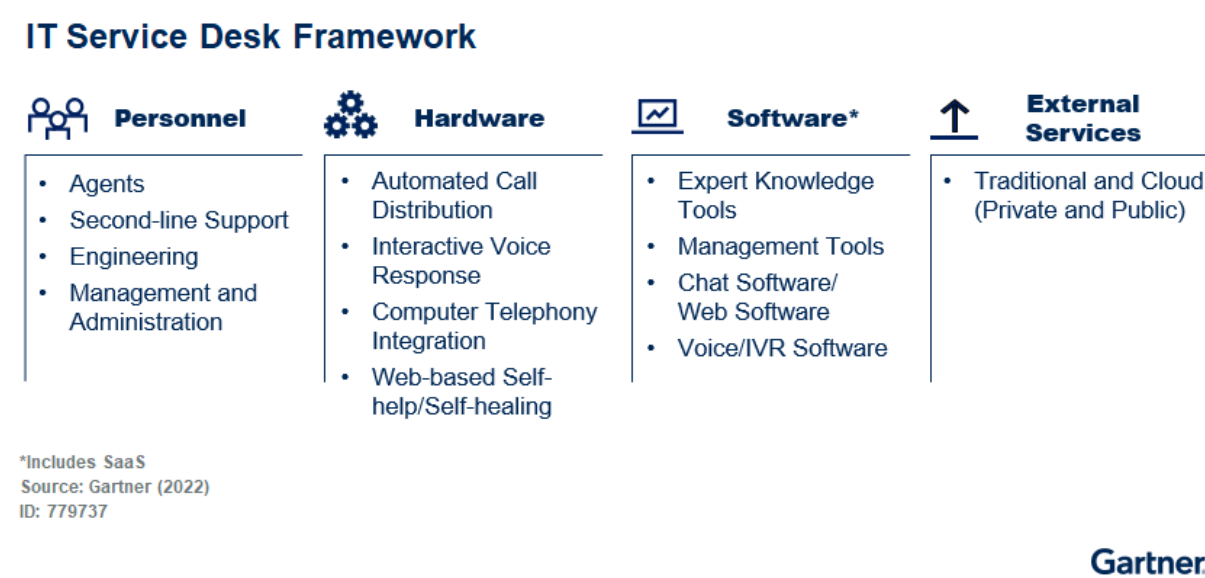 IT Service Desk Framework
Personnel
• Agents
• Second-line Support
• Engineering
• Management and
Administration
Hardware
• Automated Call
Distribution
• Interactive Voice
Response
• Computer Telephony
Integration
• Web-based Self-
help/Self-healing
Software*
• Expert Knowledge
Tools
• Management Tools
• Chat Software/
Web Software
• Voice/IVR Software
External
Services
• Traditional and Cloud
(Private and Public)
*Includes SaaS
Source: Gartner (2022)
ID: 779737
Gartner